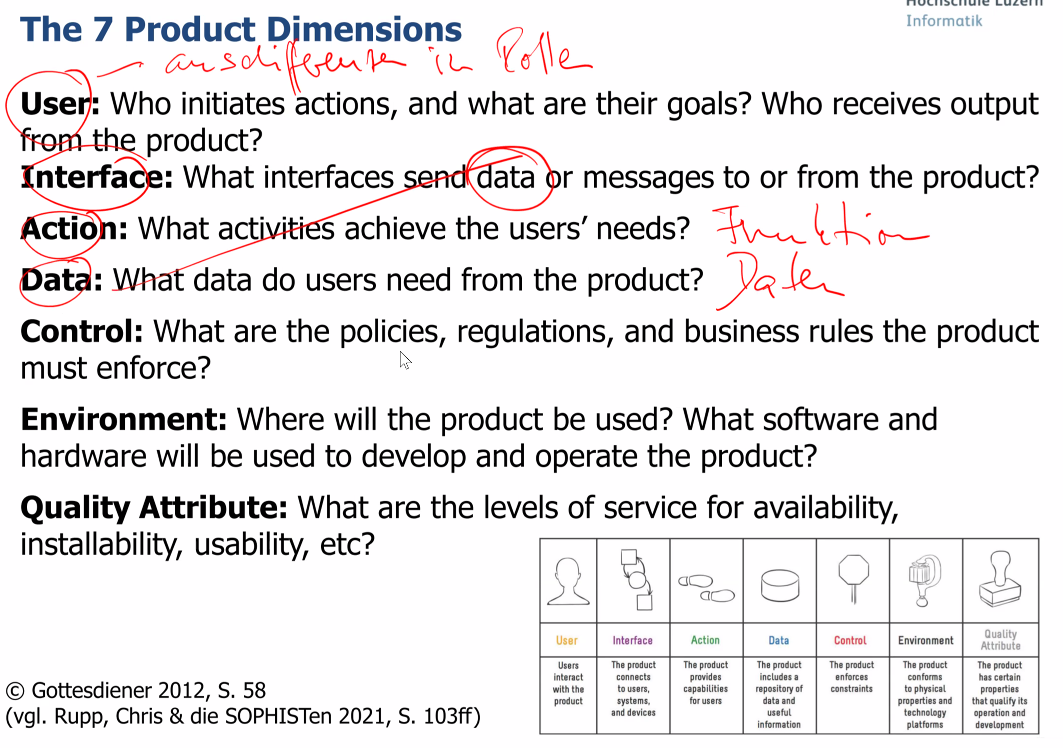 Hochschule Luzern
Informatik
The 7 Product Dimensions
ausdifferenzieren in Rollen
User: Who initiates actions, and what are their goals? Who receives output
from the product?
Interface: What interfaces send data or messages to or from the product?
Action: What activities achieve the users’ needs?
Funktion
Data: What data do users need from the product?
Daten
Control: What are the policies, regulations, and business rules the product
must enforce?
Environment: Where will the product be used? What software and
hardware will be used to develop and operate the product?
Quality Attribute: What are the levels of service for availability,
installability, usability, etc?
User
Interface
Action
Data
Control
Environment
Quality
Attribute
Users
interact
with the
product
The product
connects
to users,
systems,
and devices
The product
provides
capabilities
for users
The product
includes a
repository of
data and
useful
information
The product
enforces
constraints
The product
conforms
to physical
properties and
technology
platforms
The product
has certain
properties
that qualify its
operation and
development
© Gottesdiener 2012, S. 58
(vgl. Rupp, Chris & die SOPHISTen 2021, S. 103ff)